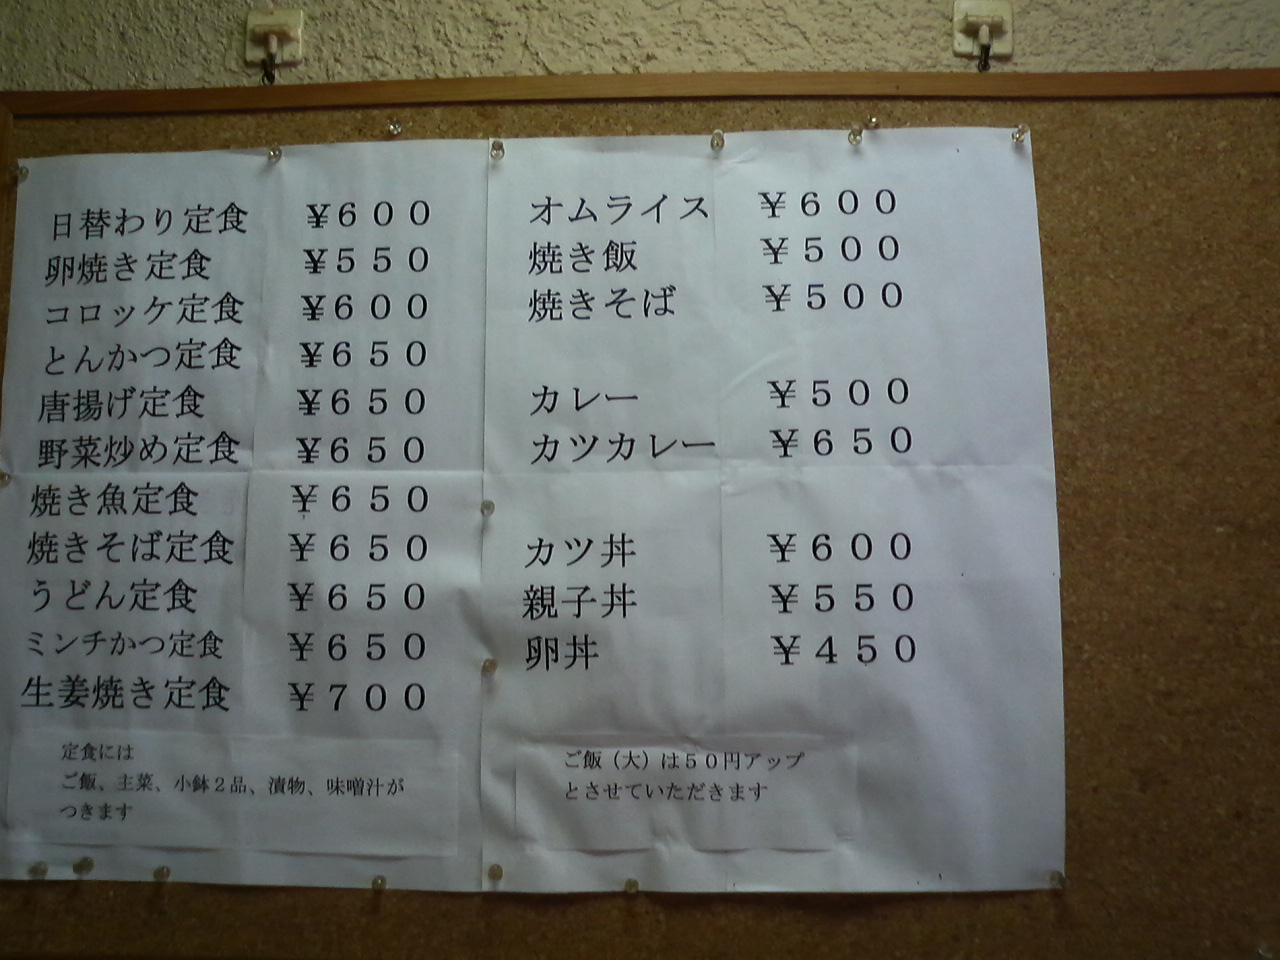 日替わり定食 ￥６００
卵焼き定食 ￥５５０
コロッケ定食 ￥６００
とんかつ定食 ￥６５０
唐揚げ定食 ￥６５０
野菜炒め定食 ￥６５０
焼き魚定食 ￥６５０
焼きそば定食 ￥６５０
うどん定食 ￥６５０
ミンチかつ定食 ￥６５０
生姜焼き定食 ￥７００
定食には
ご飯、主菜、小鉢２品、漬物、味噌汁が
つきます
オムライス ￥６００
焼き飯 ￥５００
焼きそば ￥５００
カレー ￥５００
カツカレー ￥６５０
カツ丼 ￥６００
親子丼 ￥５５０
卵丼 ￥４５０
ご飯（大）は５０円アップ
とさせていただきます